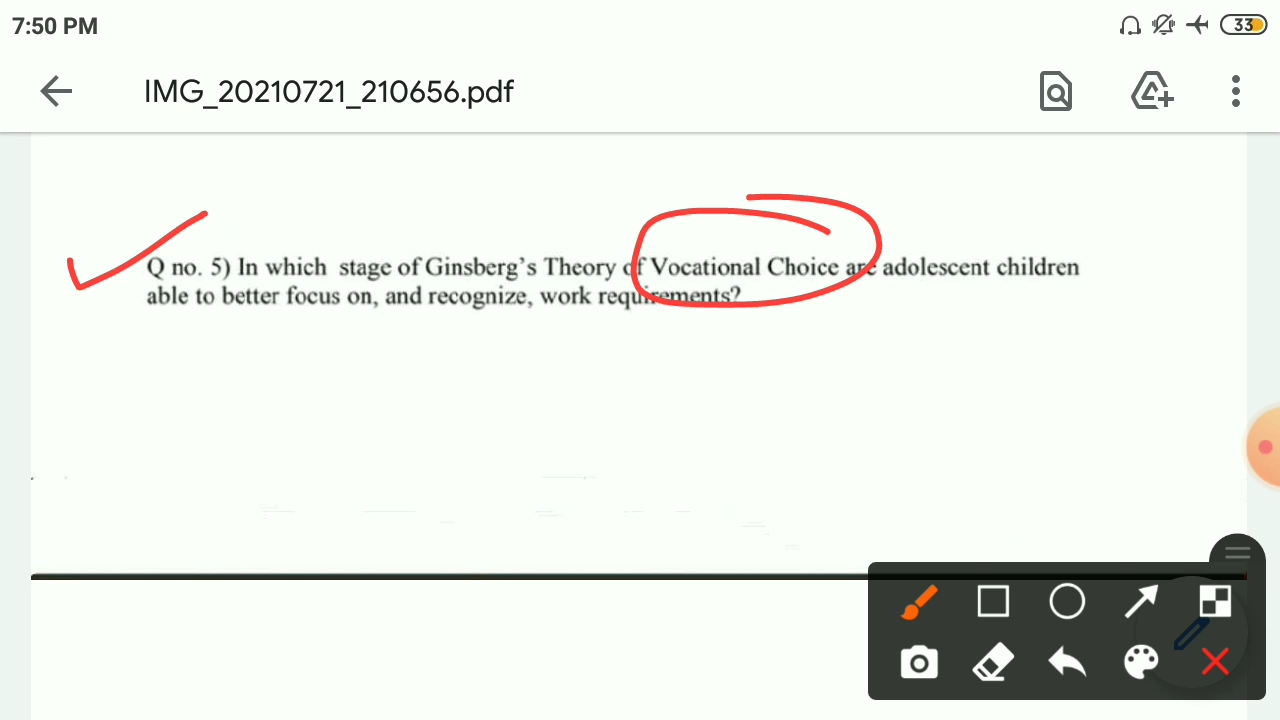 7:50 PM
33
IMG_20210721_210656.pdf
Q no. 5) In which stage of Ginsberg's Theory of Vocational Choice are adolescent children
able to better focus on, and recognize, work requirements?